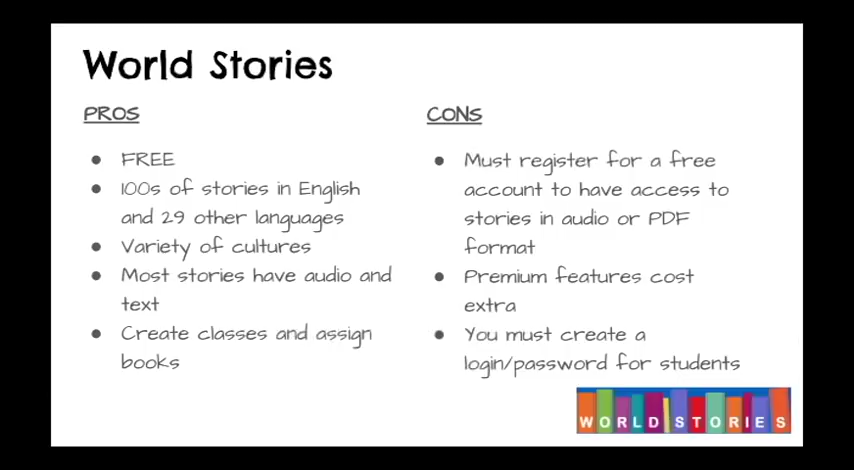 World Stories
PROS
● FREE
● 100s of stories in English
and 29 other languages
● Variety of cultures
● Most stories have audio and
text
● Create classes and assign
books
CONS
● Must register for a free
account to have access to
stories in audio or PDF
format
● Premium features cost
extra
● You must create a
login/password for students
WORLD STORIES